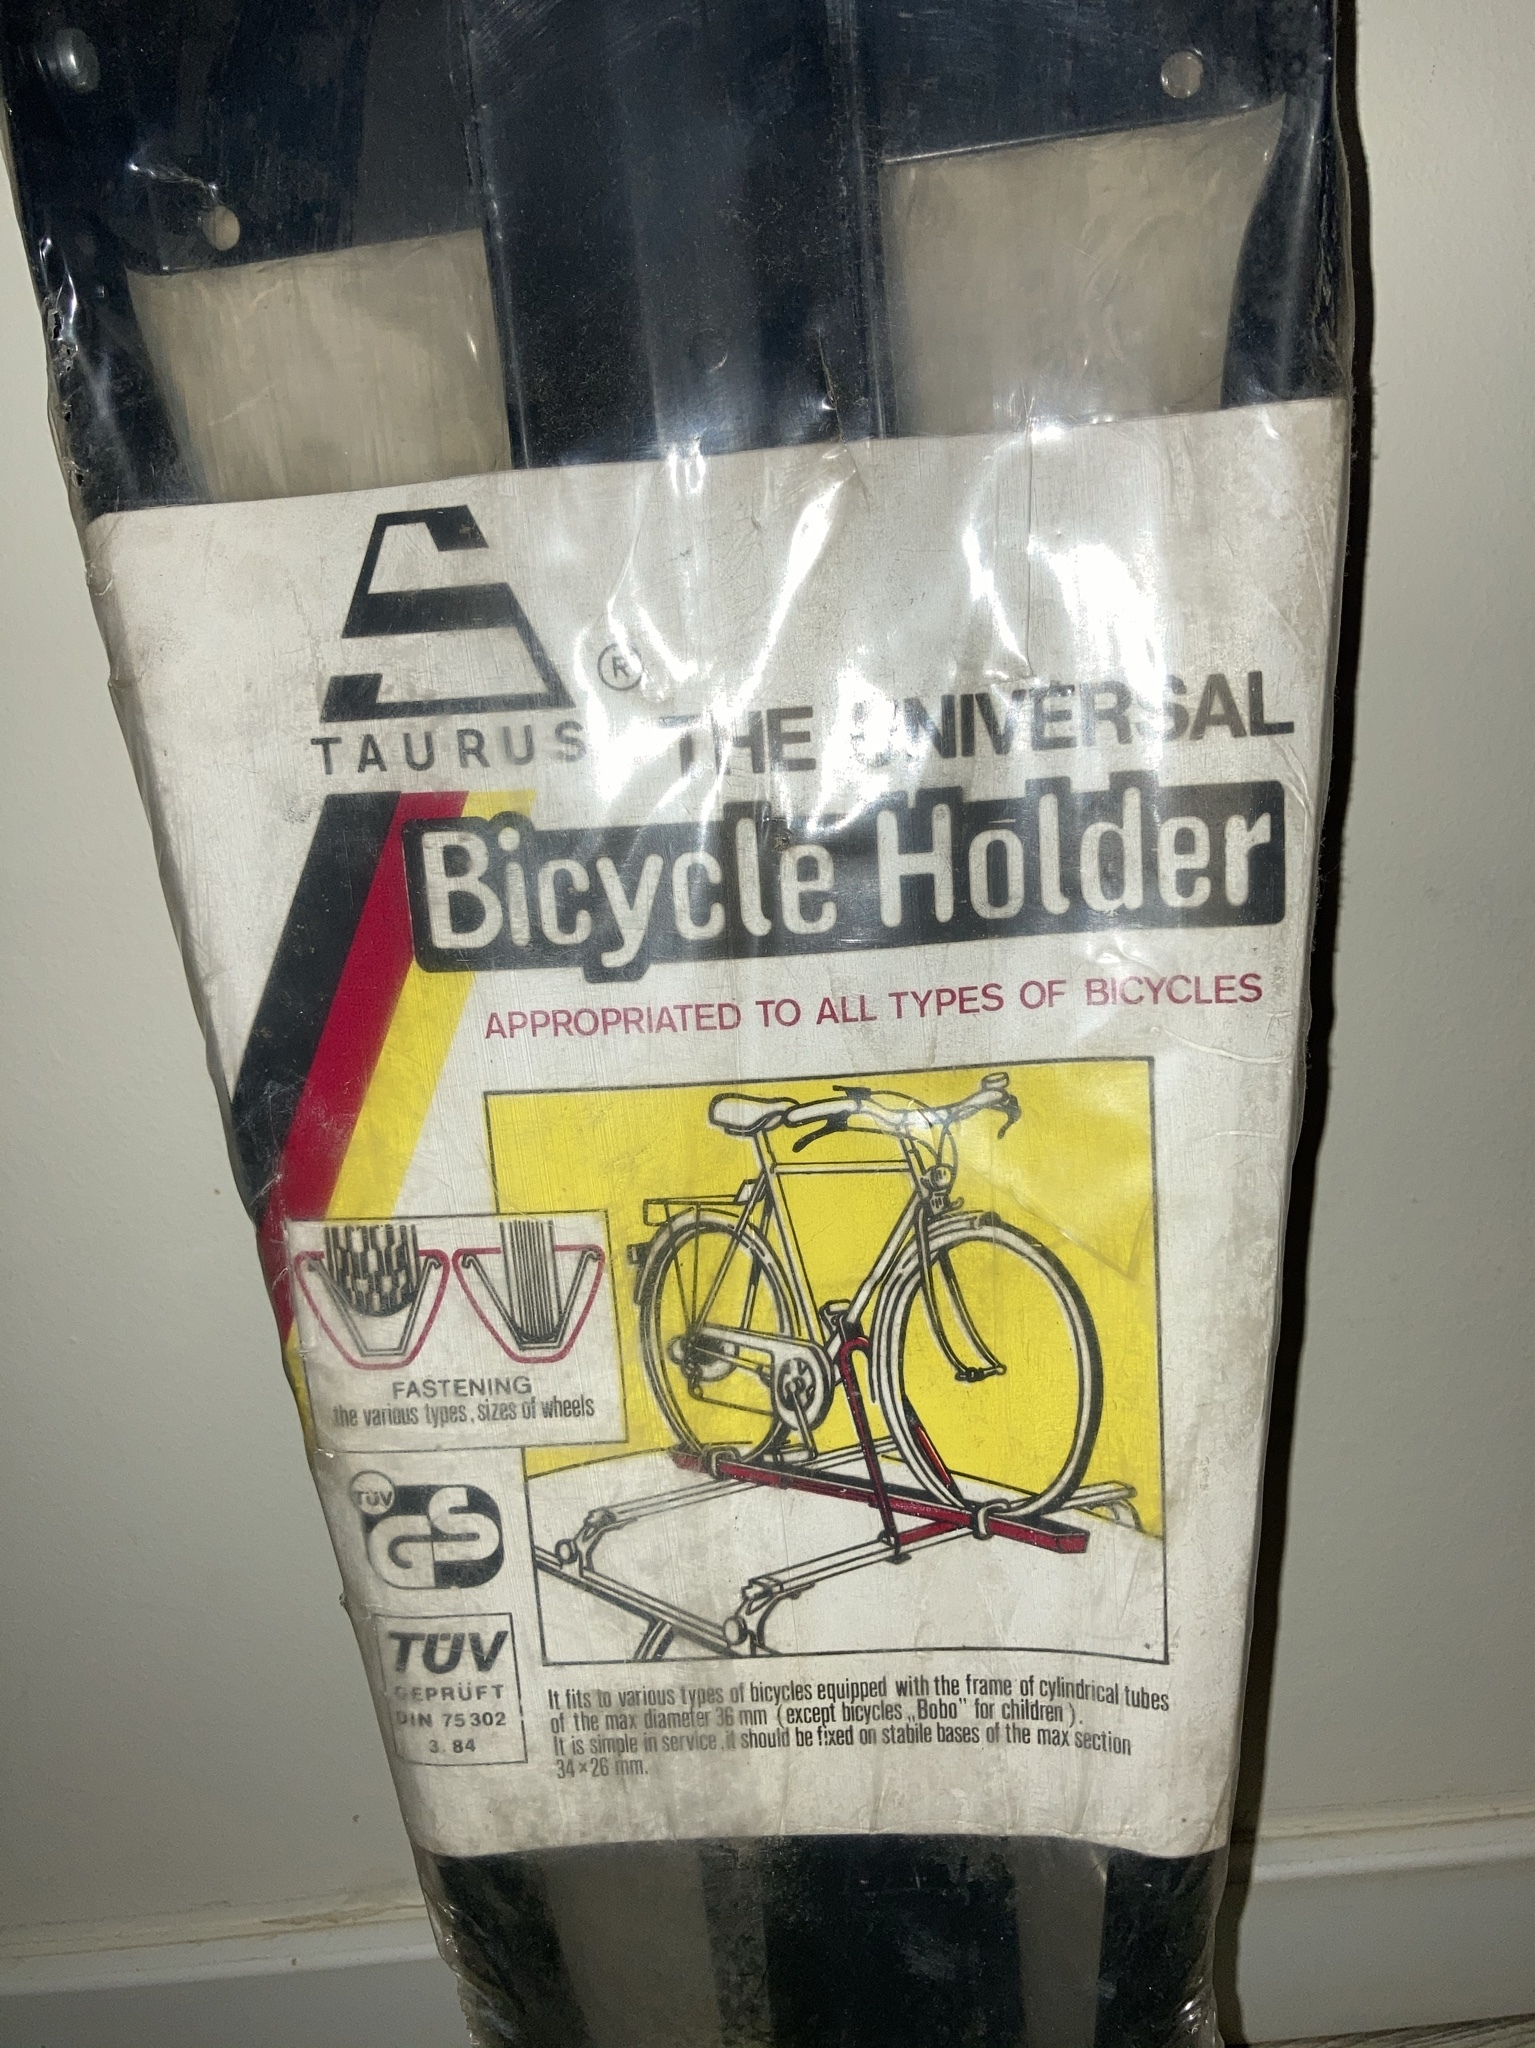 ®
TAURUS
THE UNIVERSAL
Bicycle Holder
APPROPRIATED TO ALL TYPES OF BICYCLES
FASTENING
the various types, sizes of wheels
TÜV
GS
TÜV
GEPRÜFT
DIN 75302
3. 84
It fits to various types of bicycles equipped with the frame of cylindrical tubes
of the max diameter 36 mm (except bicycles „Bobo" for children).
It is simple in service, it should be fixed on stabile bases of the max section
34×26 mm.